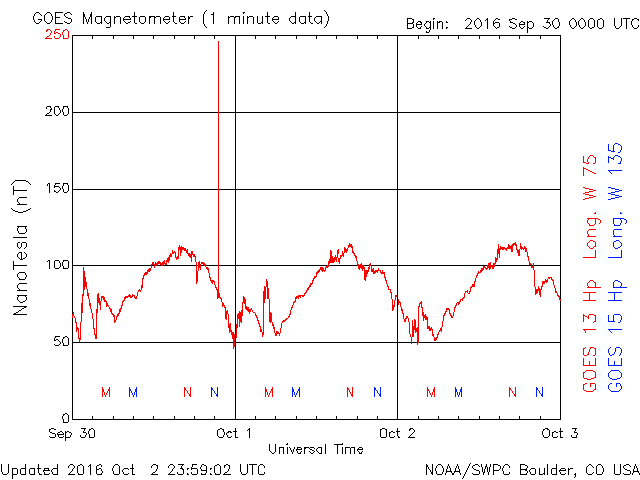 GOES Magnetometer (1 minute data)
Begin: 2016 Sep 30 0000 UTC
250
200
150
100
50
0
NanoTesla (nT)
M M N N M M N N M M N N
Sep 30 Oct 1 Oct 2 Oct 3
Universal Time
GOES 13 Hp Long. W 75
GOES 15 Hp Long. W 135
Updated 2016 Oct 2 23:59:02 UTC
NOAA/SWPC Boulder, CO USA